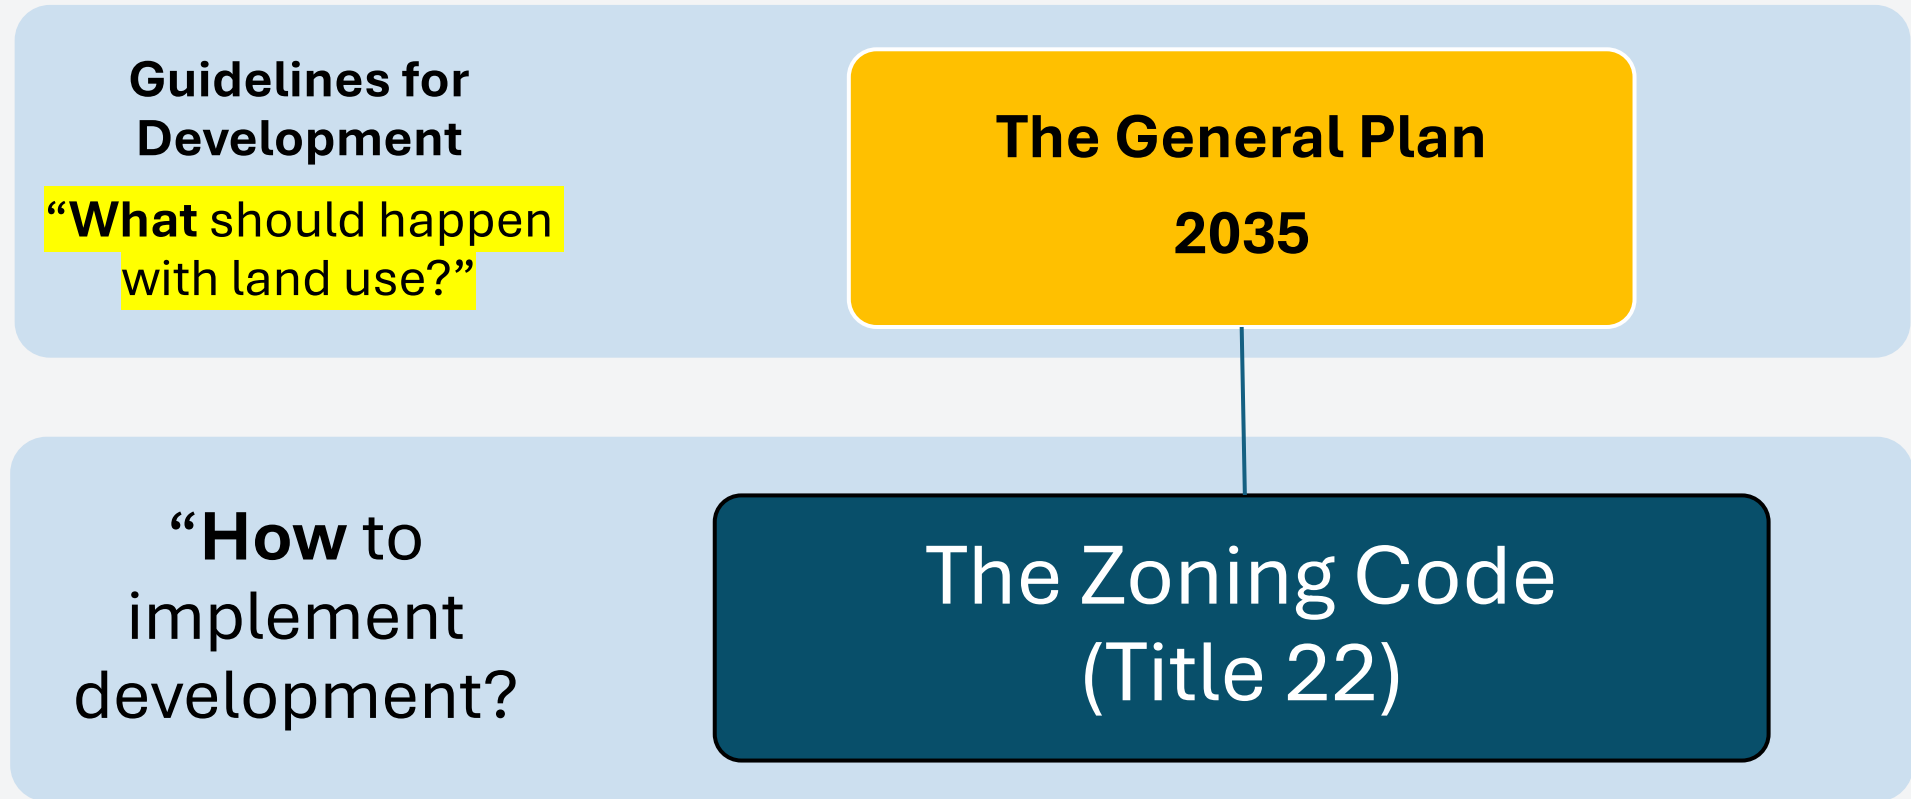 Guidelines for
Development
“What should happen
with land use?”
The General Plan
2035
“How to
implement
development?
The Zoning Code
(Title 22)